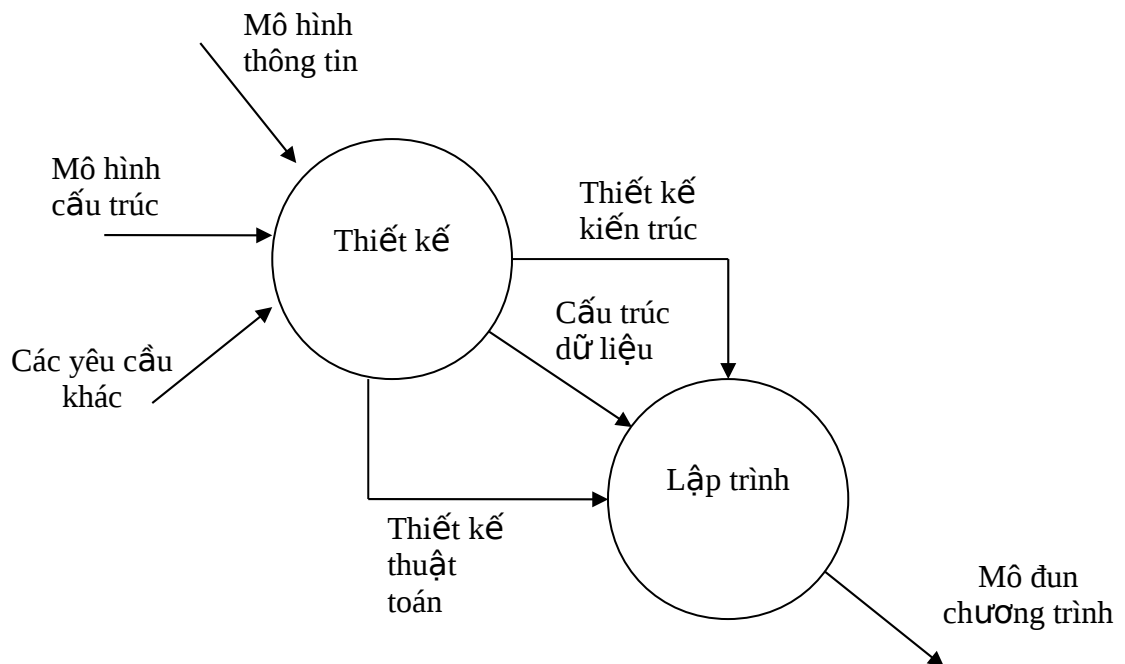 Mô hình
thông tin
Mô hình
cấu trúc
Thiết kế
kiến trúc
Thiết kế
Cấu trúc
dữ liệu
Các yêu cầu
khác
Lập trình
Thiết kế
thuật
toán
Mô đun
chương trình